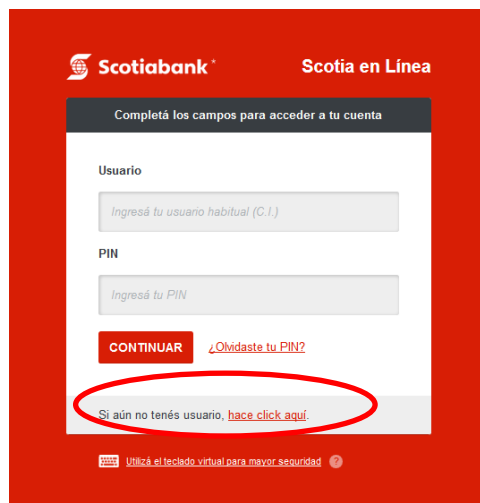 Scotiabank*
Scotia en Línea
Completá los campos para acceder a tu cuenta
Usuario
Ingresá tu usuario habitual (C.I.)
PIN
Ingresá tu PIN
CONTINUAR ¿Olvidaste tu PIN?
Si aún no tenés usuario, hace click aquí.
Utilizá el teclado virtual para mayor seguridad ?